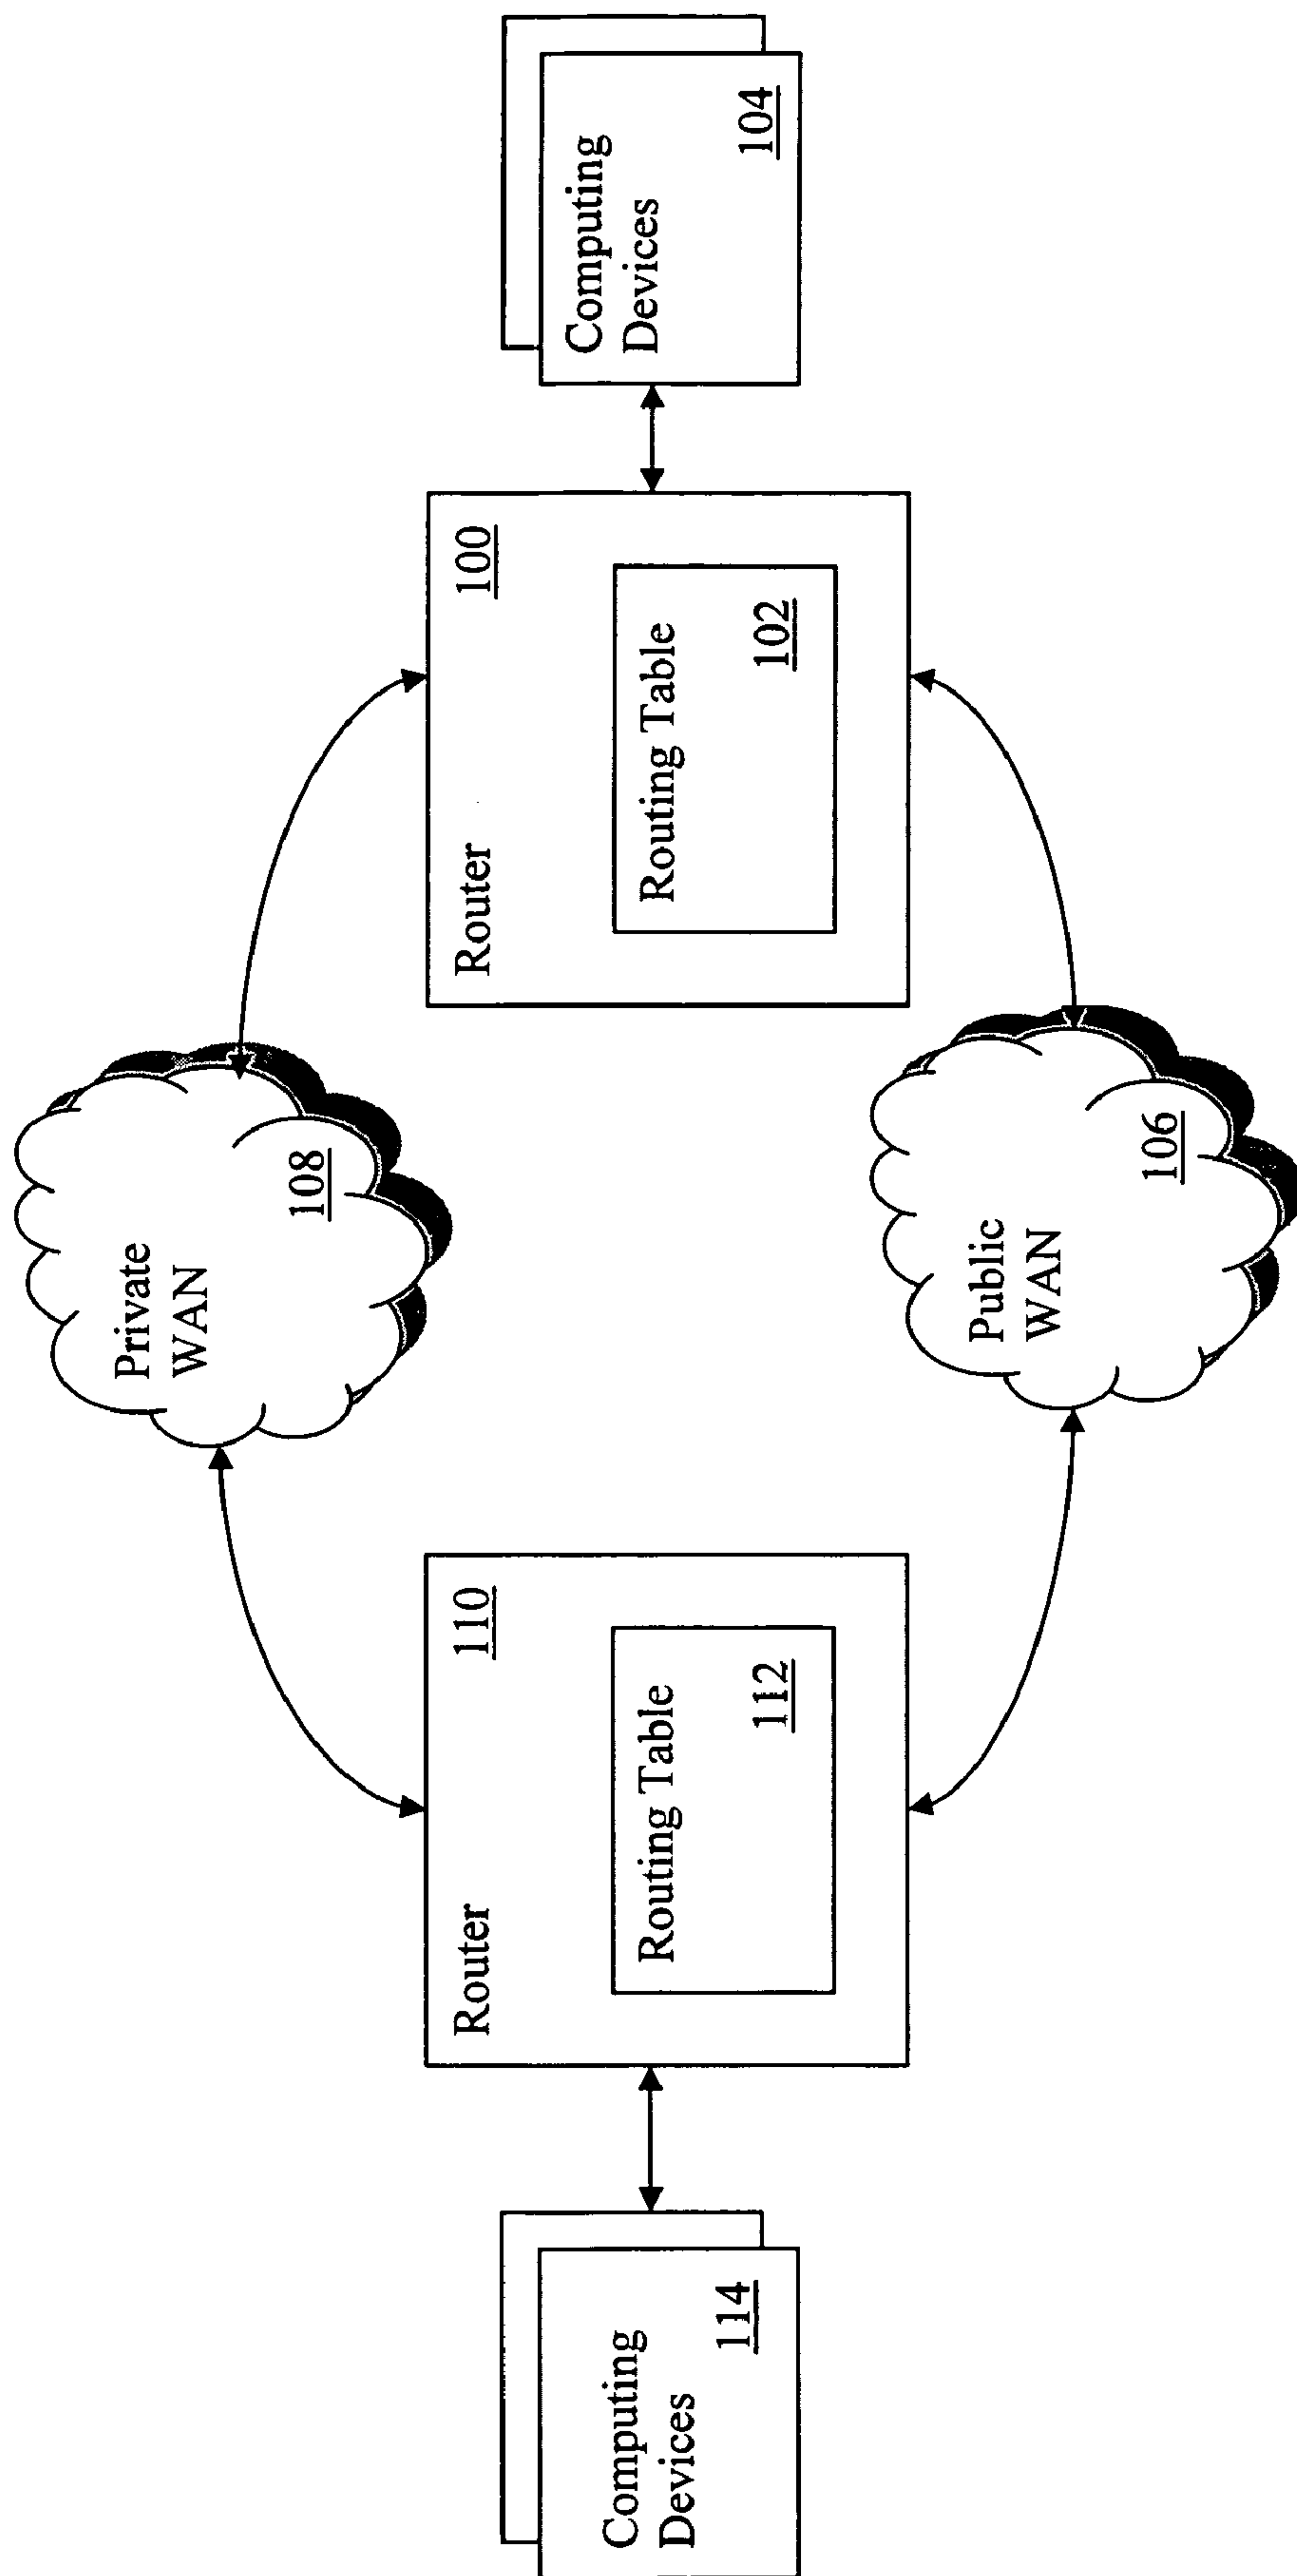 Private
WAN
108
Computing
Devices
114
Router
110
Routing Table
112
Router
100
Routing Table
102
Computing
Devices
104
Public
WAN
106